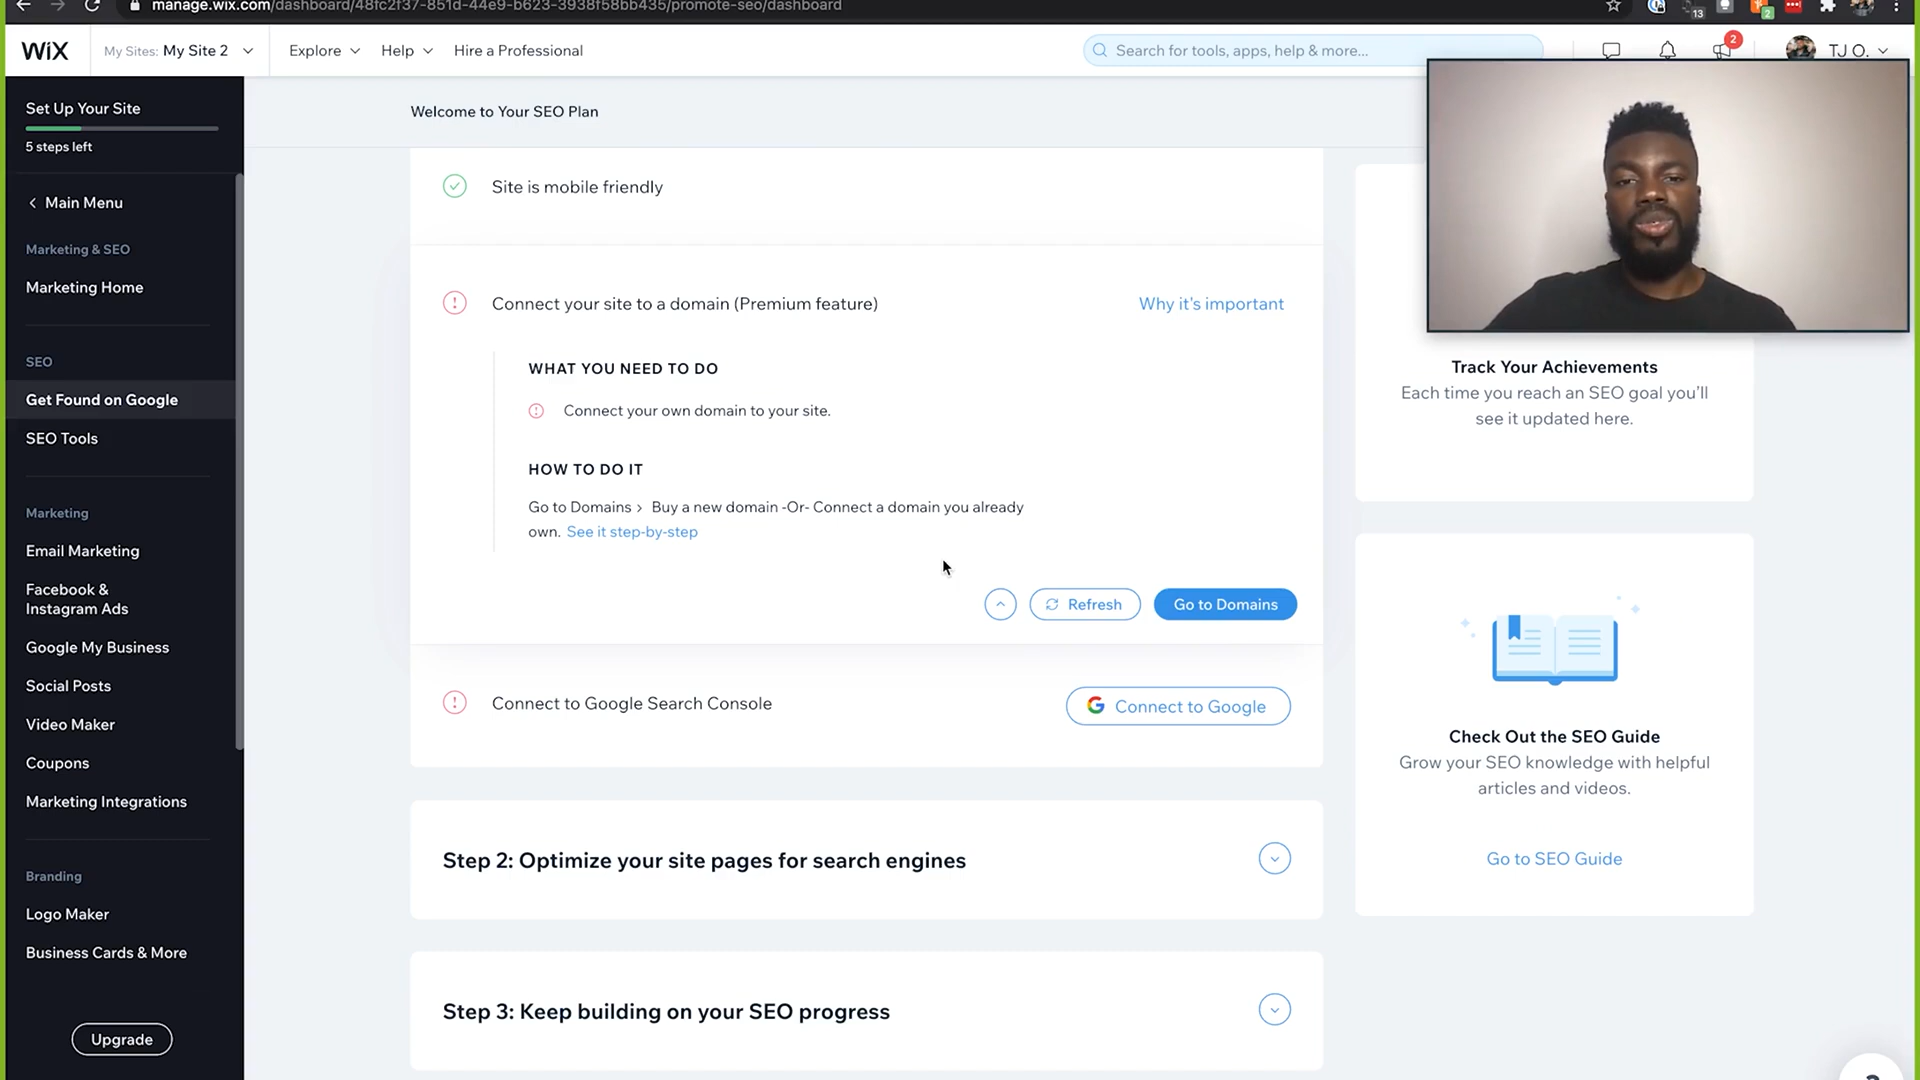 manage.wix.com/dashboard/48fc2f37-851d-44e9-b623-3938f58bb435/promote-seo/dashboard
13
2
WiX
My Sites: My Site 2
Explore
Help
Hire a Professional
Search for tools, apps, help & more...
2
TJ O.
Set Up Your Site
5 steps left
Main Menu
Marketing & SEO
Marketing Home
SEO
Get Found on Google
SEO Tools
Marketing
Email Marketing
Facebook &
Instagram Ads
Google My Business
Social Posts
Video Maker
Coupons
Marketing Integrations
Branding
Logo Maker
Business Cards & More
Upgrade
Welcome to Your SEO Plan
Site is mobile friendly
Connect your site to a domain (Premium feature)
Why it's important
WHAT YOU NEED TO DO
Connect your own domain to your site.
HOW TO DO IT
Go to Domains > Buy a new domain -Or- Connect a domain you already
own. See it step-by-step
Refresh
Go to Domains
Connect to Google Search Console
Connect to Google
Step 2: Optimize your site pages for search engines
Step 3: Keep building on your SEO progress
Track Your Achievements
Each time you reach an SEO goal you'll
see it updated here.
Check Out the SEO Guide
Grow your SEO knowledge with helpful
articles and videos.
Go to SEO Guide